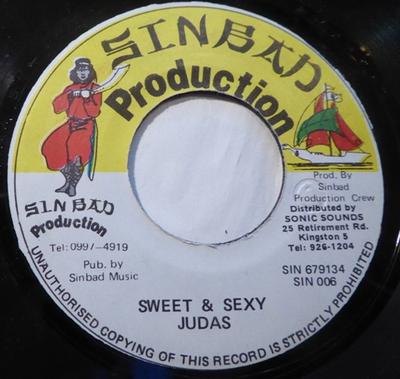 SINBAD
Production
SINBAD
Production
Tel: 0997-4919
Pub. by
Sinbad Music
Prod. By
Sinbad
Production Crew
Distributed by
SONIC SOUNDS
25 Retirement Rd.
Kingston 5
Tel: 926-1204
SIN 679134
SIN 006
SWEET & SEXY
JUDAS
UNAUTHORISED COPYING OF THIS RECORD IS STRICTLY PROHIBITED